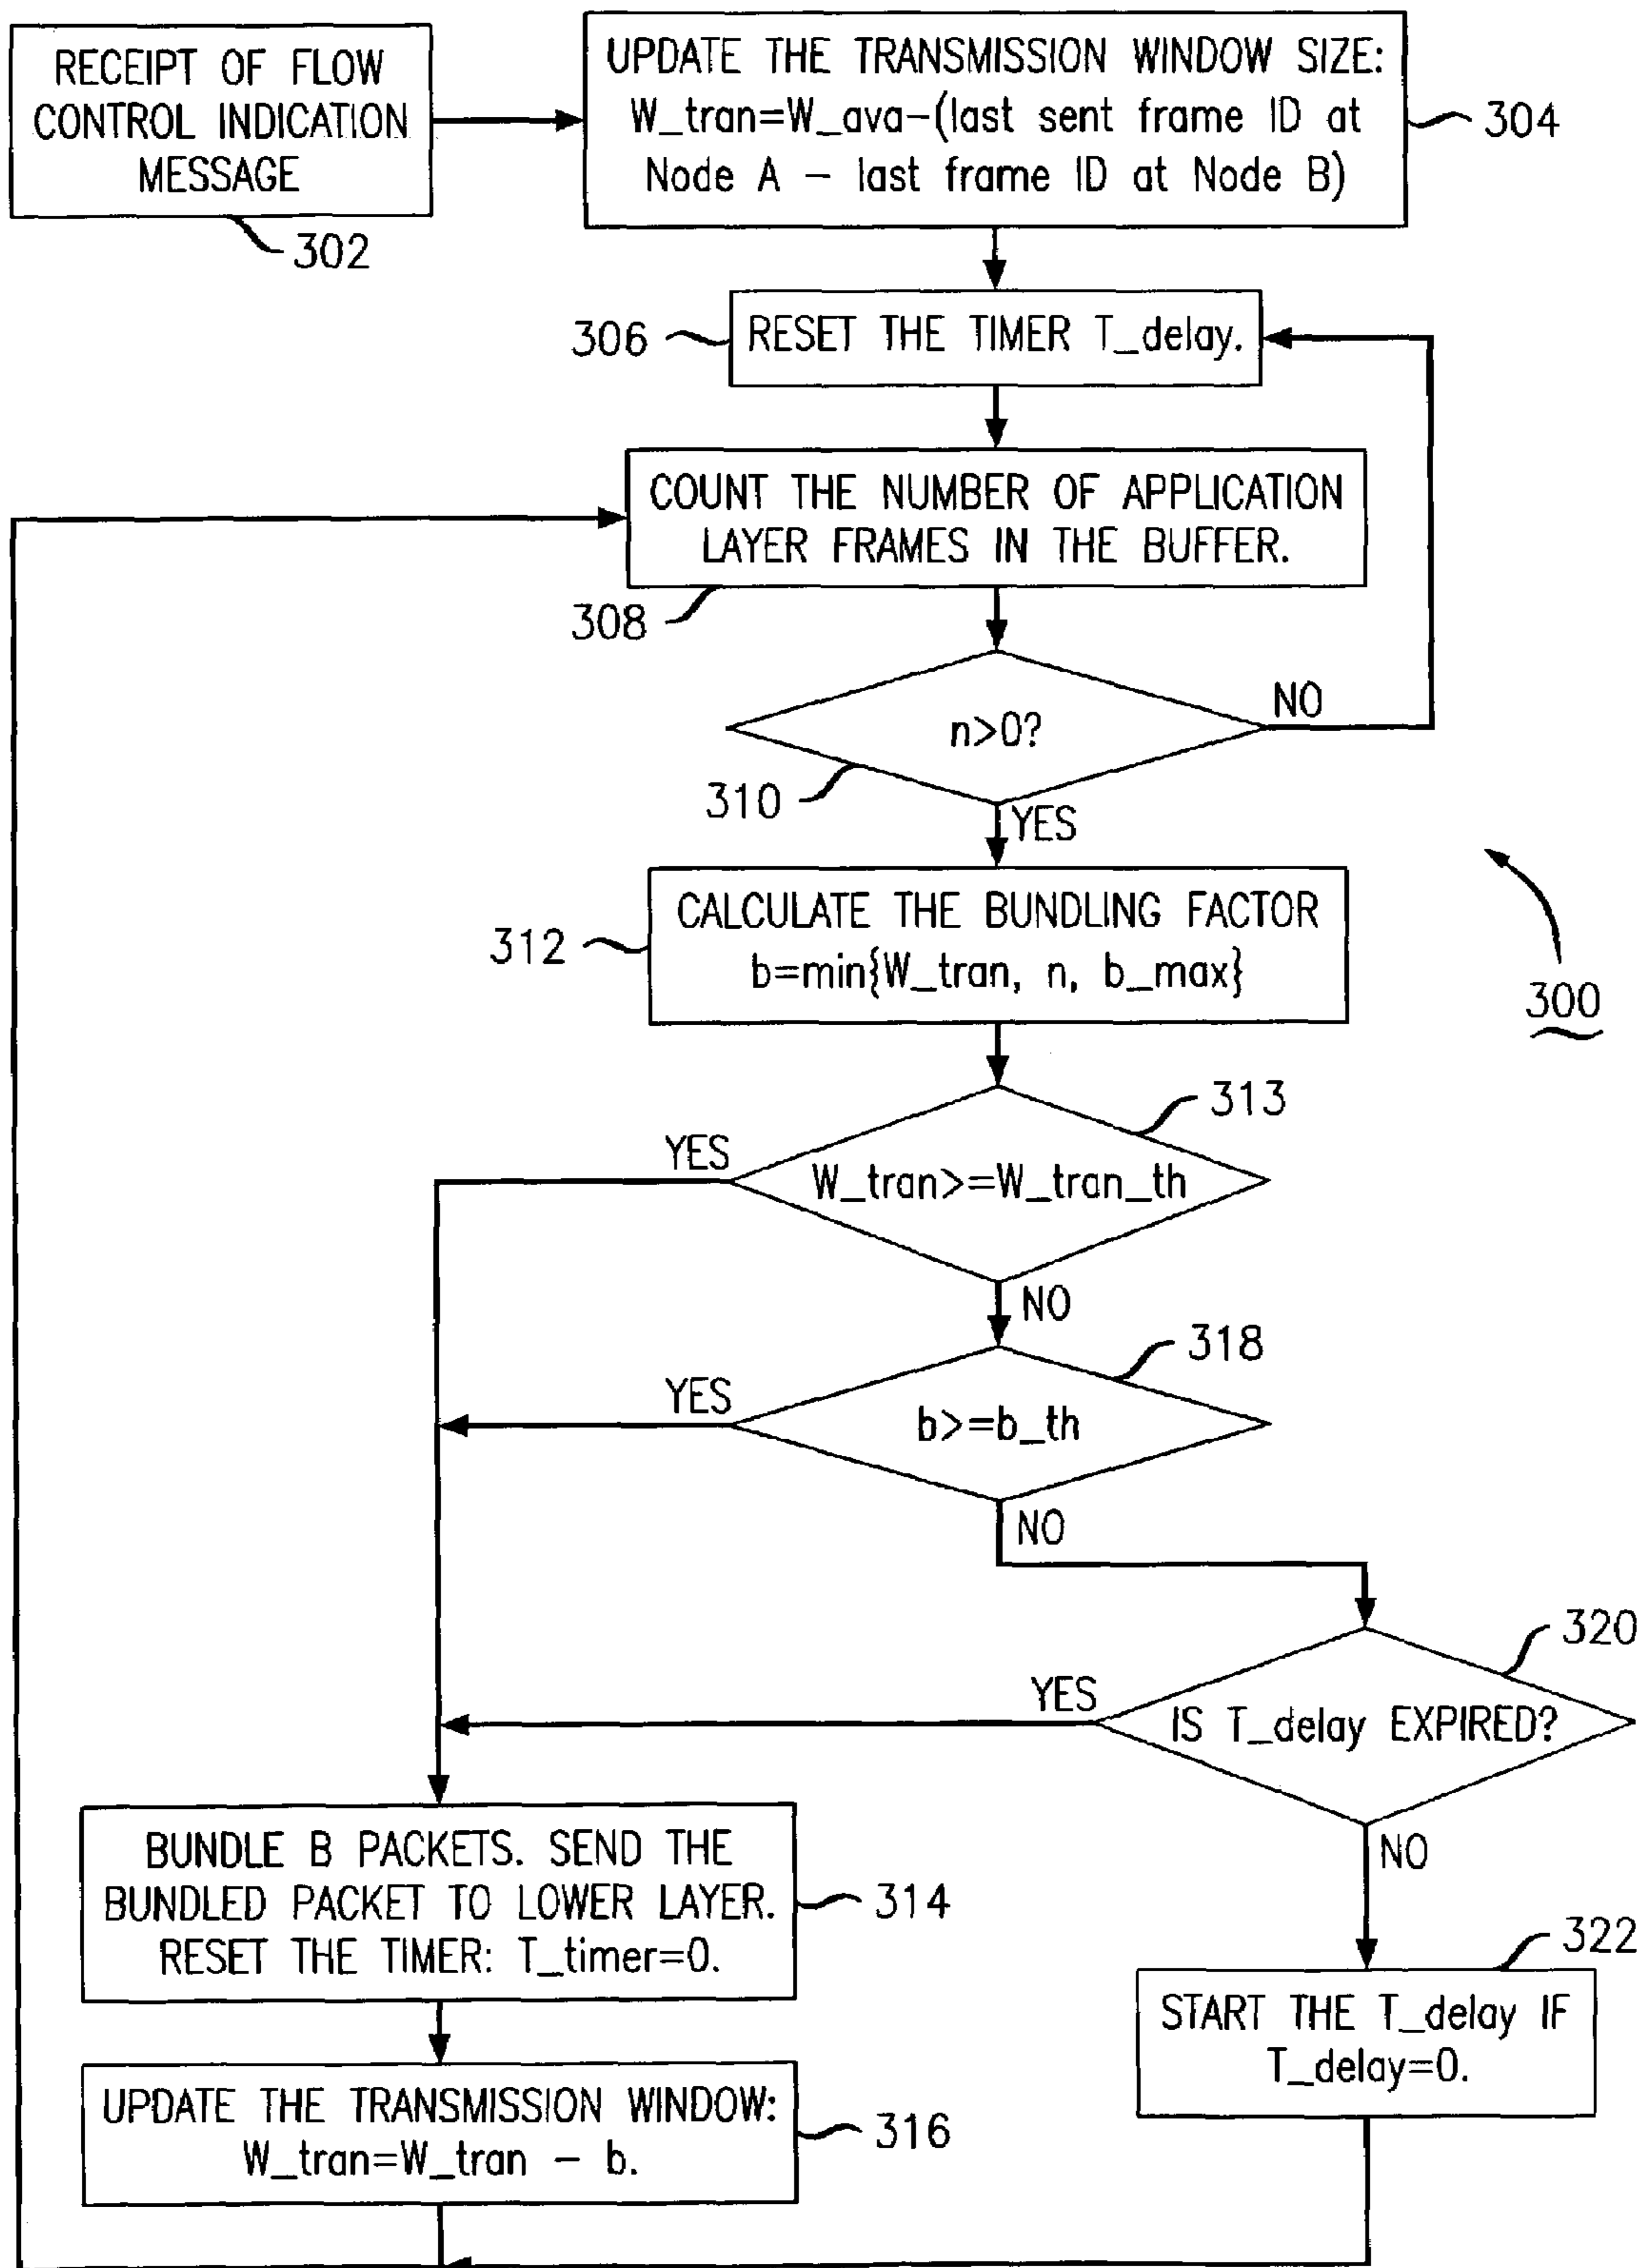 RECEIPT OF FLOW
CONTROL INDICATION
MESSAGE
302
UPDATE THE TRANSMISSION WINDOW SIZE:
W_tran=W_ava-(last sent frame ID at
Node A - last frame ID at Node B)
304
306
RESET THE TIMER T_delay.
COUNT THE NUMBER OF APPLICATION
LAYER FRAMES IN THE BUFFER.
308
n>0?
NO
310
YES
CALCULATE THE BUNDLING FACTOR
b=min{W_tran, n, b_max}
312
300
313
YES
W_tran>=W_tran_th
NO
318
YES
b>=b_th
NO
320
YES
IS T_delay EXPIRED?
NO
BUNDLE B PACKETS. SEND THE
BUNDLED PACKET TO LOWER LAYER.
RESET THE TIMER: T_timer=0.
314
322
START THE T_delay IF
T_delay=0.
UPDATE THE TRANSMISSION WINDOW:
W_tran=W_tran - b.
316